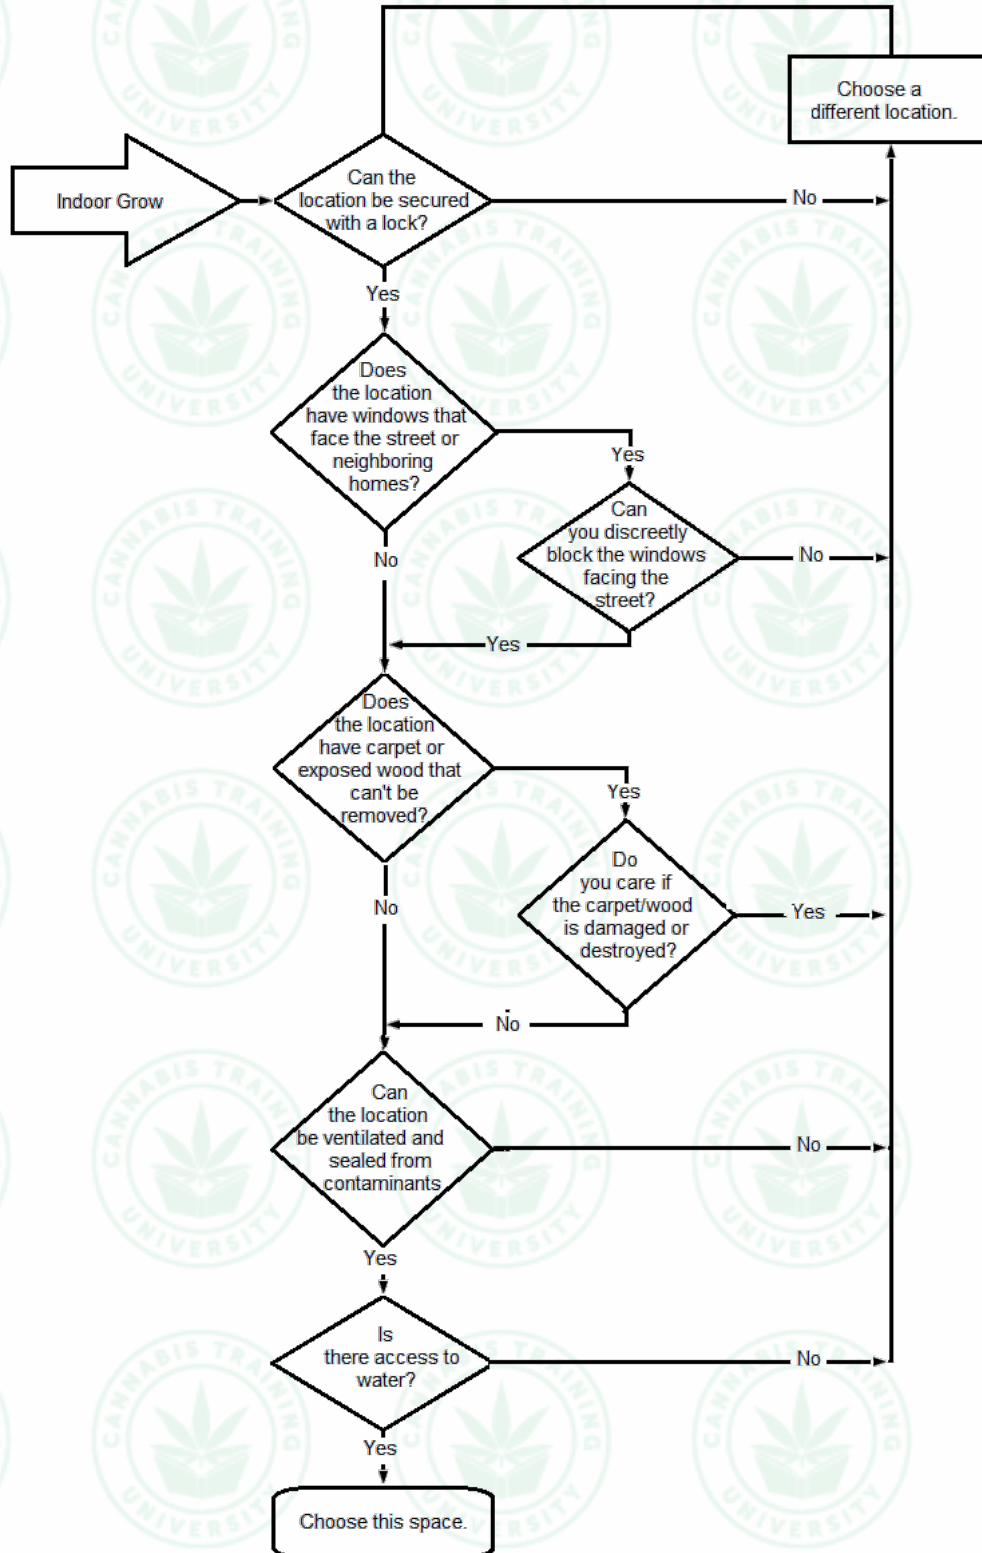 Choose a
different location.
Can the
location be secured
with a lock?
Indoor Grow
No
Yes
Does
the location
have windows that
face the street or
neighboring
homes?
Yes
Can
you discreetly
block the windows
facing the
street?
No
No
Yes
Does
the location
have carpet or
exposed wood that
can't be
removed?
Yes
Do
you care if
the carpet/wood
is damaged or
destroyed?
Yes
No
No
Can
the location
be ventilated and
sealed from
contaminants
No
Yes
Is
there access to
water?
No
Yes
Choose this space.
CANNABIS TRAINING
UNIVERSITY